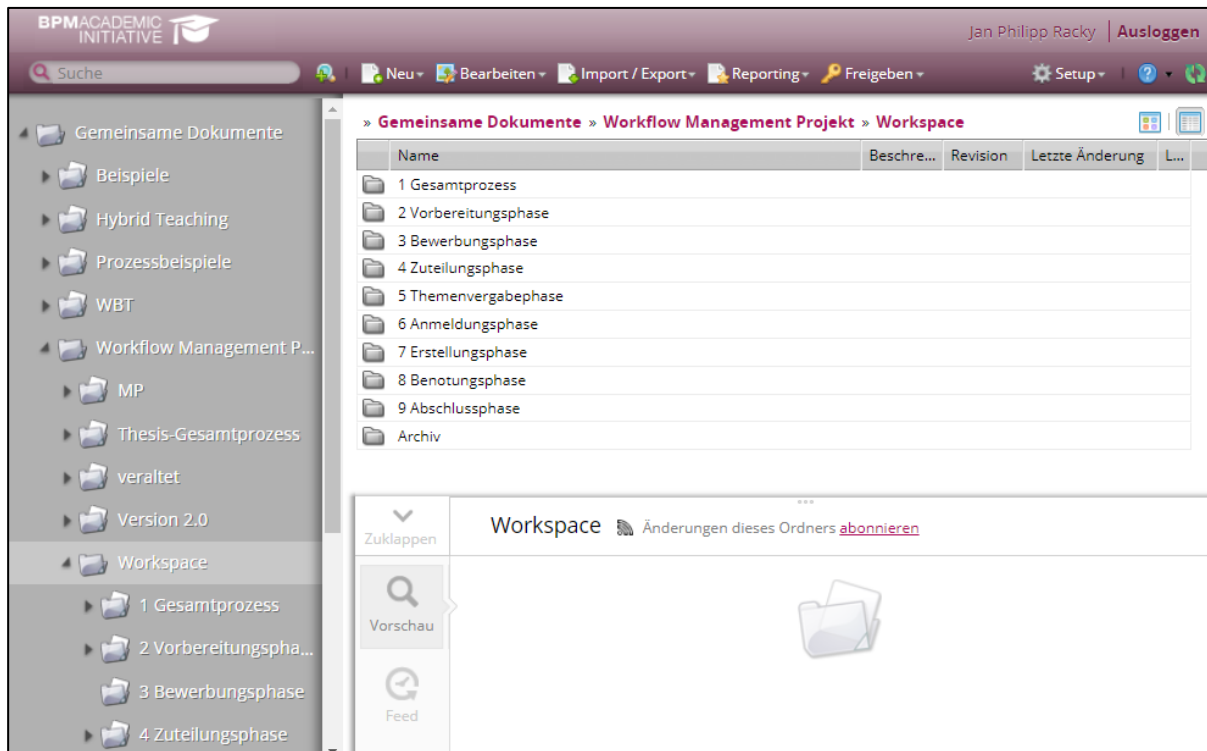 BPMACADEMIC
INITIATIVE
Jan Philipp Racky | Ausloggen
Suche
Neu
Bearbeiten
Import / Export
Reporting
Freigeben
Setup
?
Gemeinsame Dokumente
Beispiele
Hybrid Teaching
Prozessbeispiele
WBT
Workflow Management P...
MP
Thesis-Gesamtprozess
veraltet
Version 2.0
Workspace
1 Gesamtprozess
2 Vorbereitungspha...
3 Bewerbungsphase
4 Zuteilungsphase
» Gemeinsame Dokumente » Workflow Management Projekt » Workspace
Name Beschre... Revision Letzte Änderung L...
1 Gesamtprozess
2 Vorbereitungsphase
3 Bewerbungsphase
4 Zuteilungsphase
5 Themenvergabephase
6 Anmeldungsphase
7 Erstellungsphase
8 Benotungsphase
9 Abschlussphase
Archiv
Zuklappen
Vorschau
Feed
Workspace Änderungen dieses Ordners abonnieren